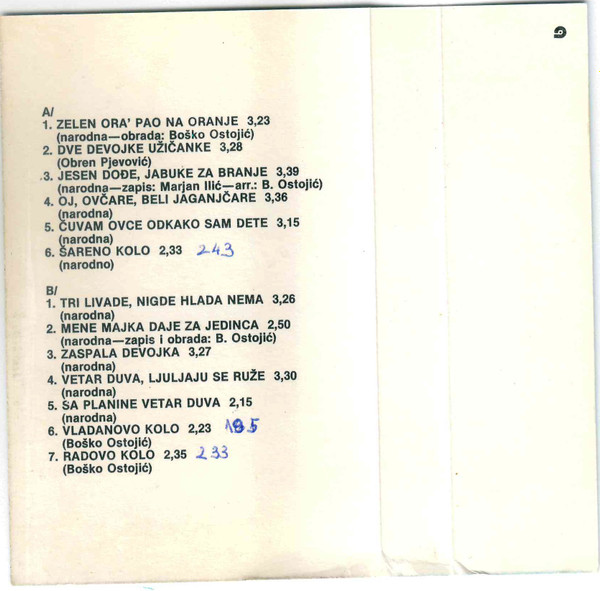 A/
1. ZELEN ORA' PAO NA ORANJE 3,23
(narodna—obrada: Boško Ostojić)
2. DVE DEVOJKE UŽIČANKE 3,28
(Obren Pjevović)
3. JESEN DOĐE, JABUKE ZA BRANJE 3,39
(narodna—zapis: Marjan Ilić—arr.: B. Ostojić)
4. OJ, OVČARE, BELI JAGANJČARE 3,36
(narodna)
5. ČUVAM OVCE ODKAKO SAM DETE 3,15
(narodna)
6. ŠARENO KOLO 2,33 243
(narodno)
B/
1. TRI LIVADE, NIGDE HLADA NEMA 3,26
(narodna)
2. MENE MAJKA DAJE ZA JEDINCA 2,50
(narodna—zapis i obrada: B. Ostojić)
3. ZASPALA DEVOJKA 3,27
(narodna)
4. VETAR DUVA, LJULJAJU SE RUŽE 3,30
(narodna)
5. SA PLANINE VETAR DUVA 2,15
(narodna)
6. VLADANOVO KOLO 2,23
(Boško Ostojić)
7. RADOVO KOLO 2,35 233
(Boško Ostojić)